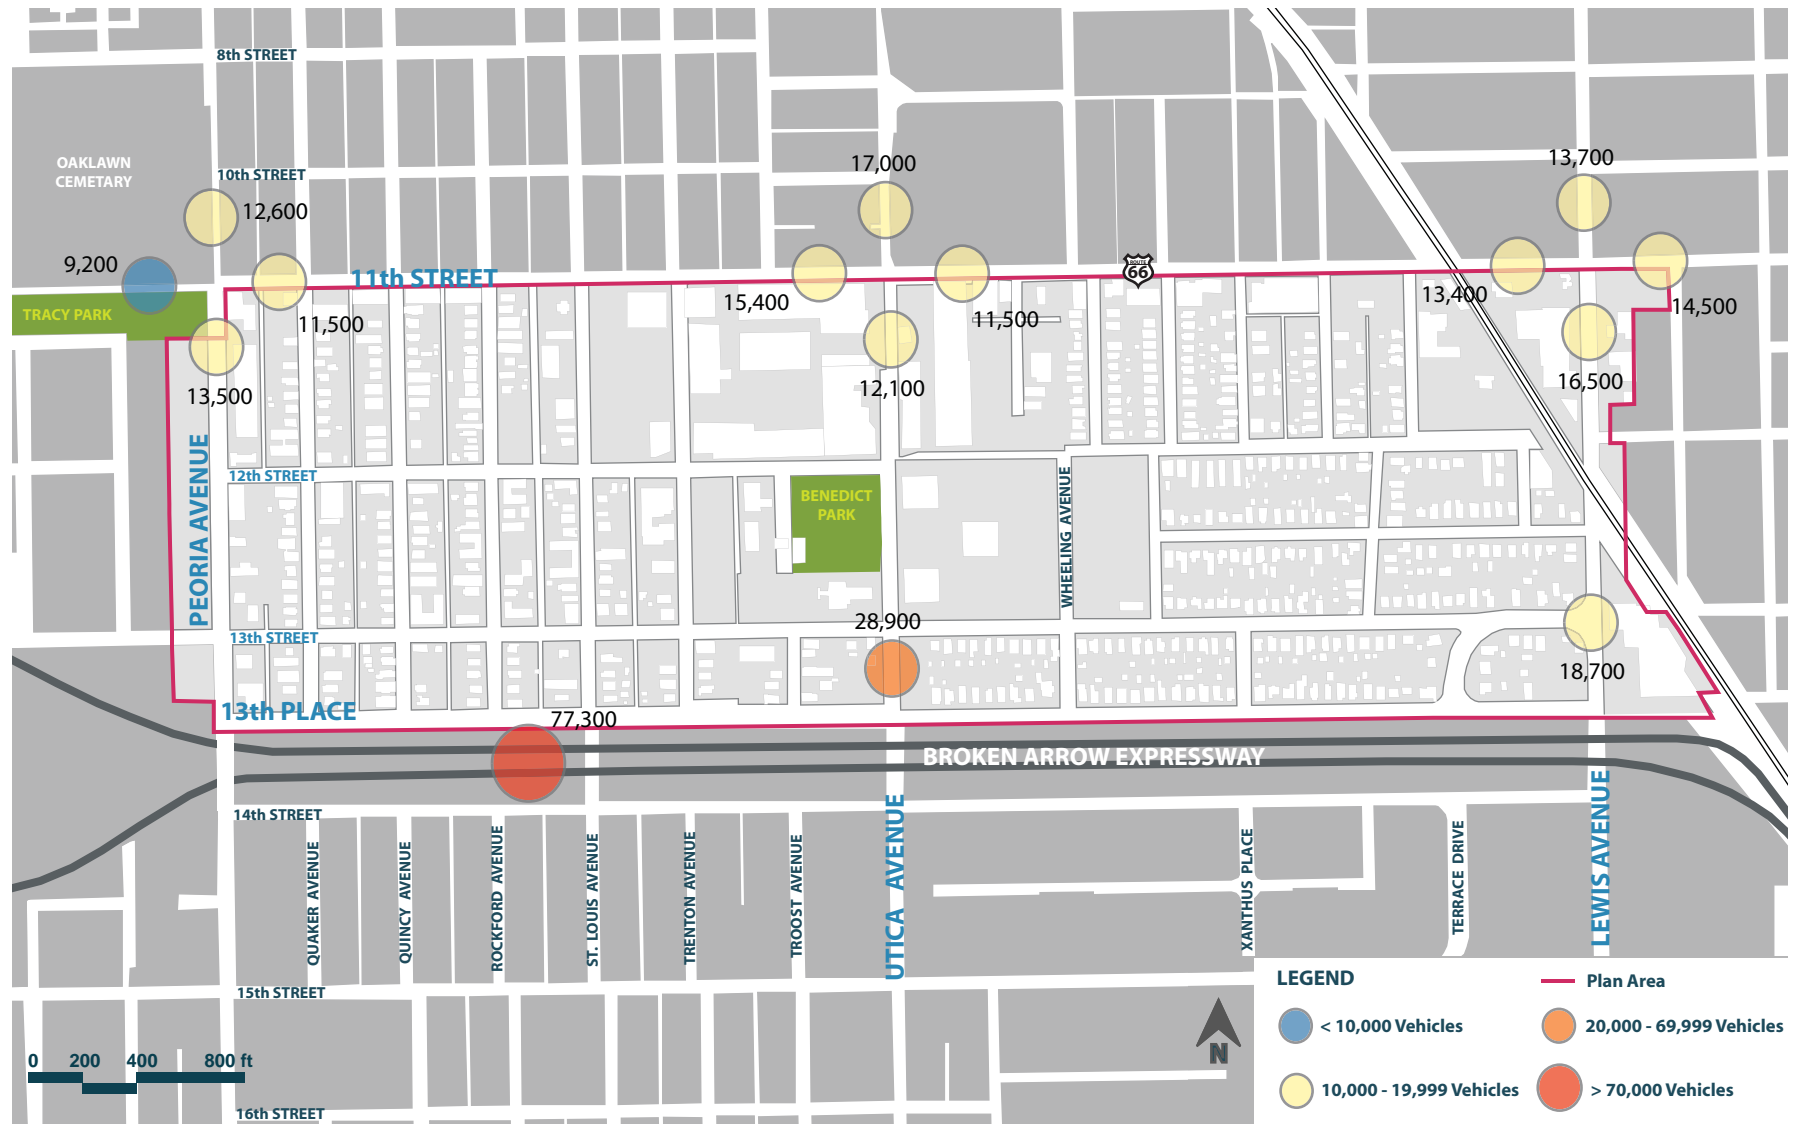 8th STREET
OAKLAWN
CEMETARY
10th STREET
17,000
13,700
12,600
9,200
11th STREET
ROUTE
66
TRACY PARK
11,500
15,400
11,500
13,400
14,500
13,500
12,100
16,500
PEORIA AVENUE
12th STREET
BENEDICT
PARK
WHEELING AVENUE
28,900
13th STREET
18,700
13th PLACE
77,300
BROKEN ARROW EXPRESSWAY
14th STREET
QUAKER AVENUE
QUINCY AVENUE
ROCKFORD AVENUE
ST. LOUIS AVENUE
TRENTON AVENUE
TROOST AVENUE
UTICA AVENUE
XANTHUS PLACE
TERRACE DRIVE
LEWIS AVENUE
15th STREET
LEGEND
Plan Area
< 10,000 Vehicles
20,000 - 69,999 Vehicles
10,000 - 19,999 Vehicles
> 70,000 Vehicles
N
0 200 400 800 ft
16th STREET